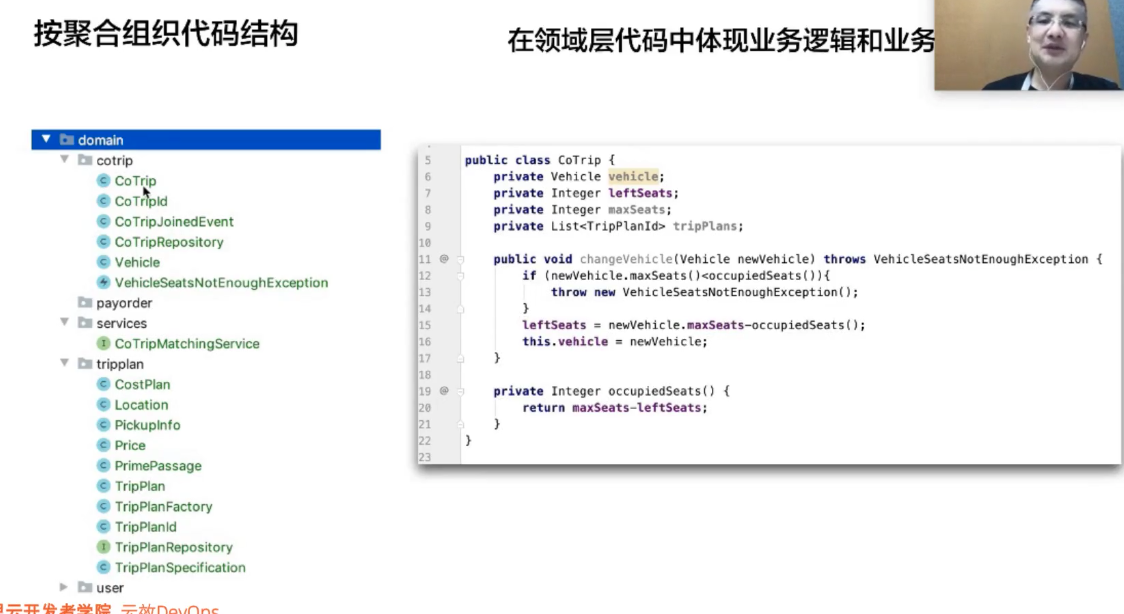 按聚合组织代码结构
在领域层代码中体现业务逻辑和业务
domain
cotrip
CoTrip
CoTripId
CoTripJoinedEvent
CoTripRepository
Vehicle
VehicleSeatsNotEnoughException
payorder
services
CoTripMatchingService
tripplan
CostPlan
Location
PickupInfo
Price
PrimePassage
TripPlan
TripPlanFactory
TripPlanId
TripPlanRepository
TripPlanSpecification
user
5 public class CoTrip {
6 private Vehicle vehicle;
7 private Integer leftSeats;
8 private Integer maxSeats;
9 private List<TripPlanId> tripPlans;
10
11 @ public void changeVehicle(Vehicle newVehicle) throws VehicleSeatsNotEnoughException {
12 if (newVehicle.maxSeats()<occupiedSeats()){
13 throw new VehicleSeatsNotEnoughException();
14 }
15 leftSeats = newVehicle.maxSeats-occupiedSeats();
16 this.vehicle = newVehicle;
17 }
18
19 @ private Integer occupiedSeats() {
20 return maxSeats-leftSeats;
21 }
22 }
23
云开发者学院 云效DevOps